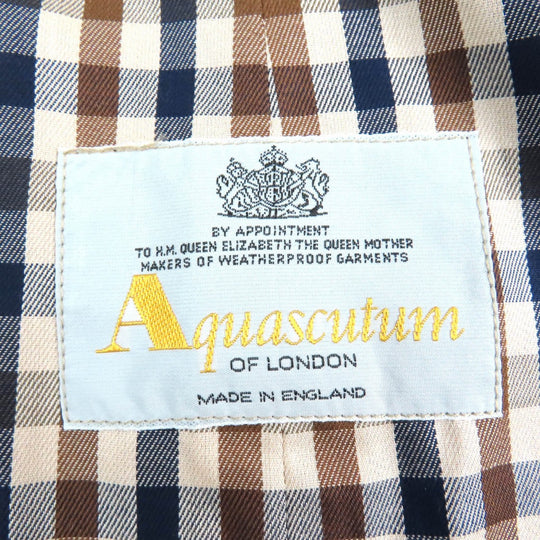 BY APPOINTMENT
TO H.M. QUEEN ELIZABETH THE QUEEN MOTHER
MAKERS OF WEATHERPROOF GARMENTS
Aquascutum
OF LONDON
MADE IN ENGLAND